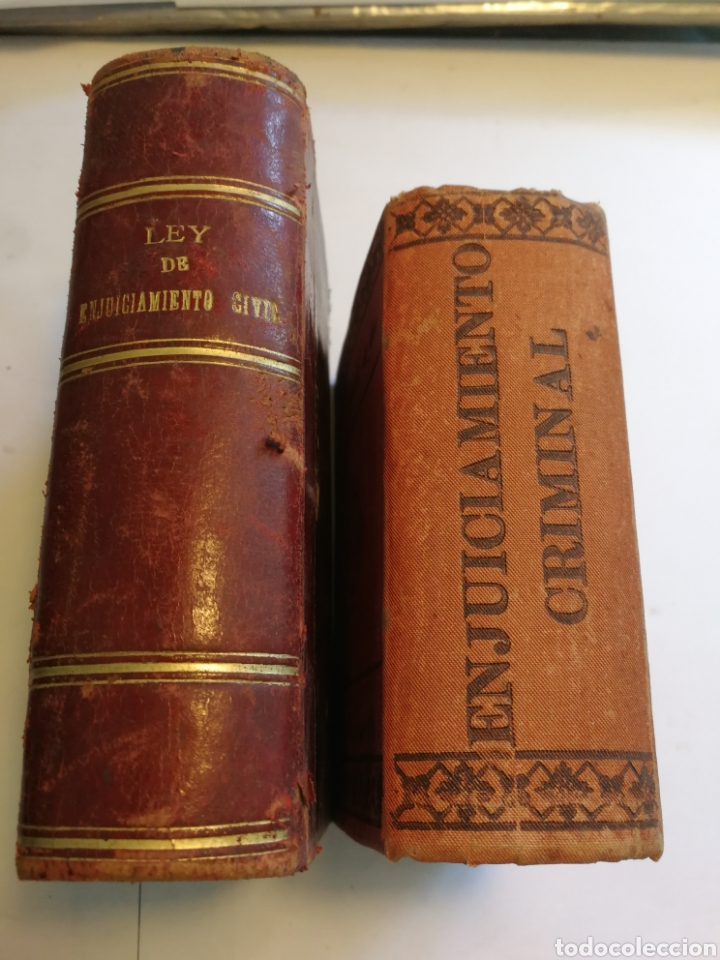 LEY
DE
ENJUICIAMIENTO CIVIL
ENJUICIAMIENTO
CRIMINAL
todocoleccion